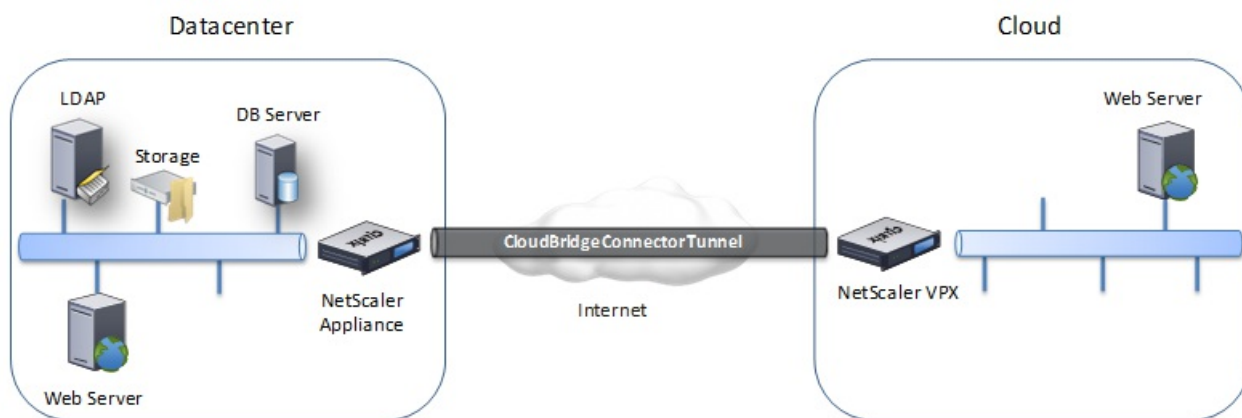 Datacenter
Cloud
LDAP
DB Server
Storage
Web Server
CloudBridgeConnectorTunnel
NetScaler
Appliance
Internet
NetScaler VPX
Web Server